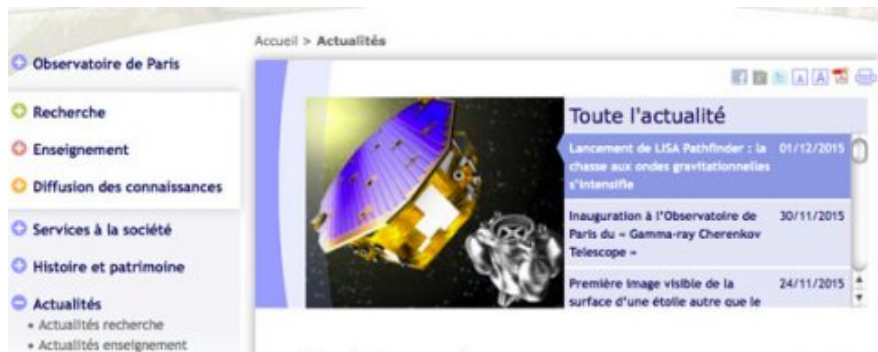 Accueil > Actualités
Observatoire de Paris
Recherche
Enseignement
Diffusion des connaissances
Services à la société
Histoire et patrimoine
Actualités
• Actualités recherche
• Actualités enseignement
Toute l'actualité
Lancement de LISA Pathfinder : la 01/12/2015
chasse aux ondes gravitationnelles
s'intensifie
Inauguration à l'Observatoire de 30/11/2015
Paris du « Gamma-ray Cherenkov
Telescope »
Première image visible de la 24/11/2015
surface d'une étoile autre que le